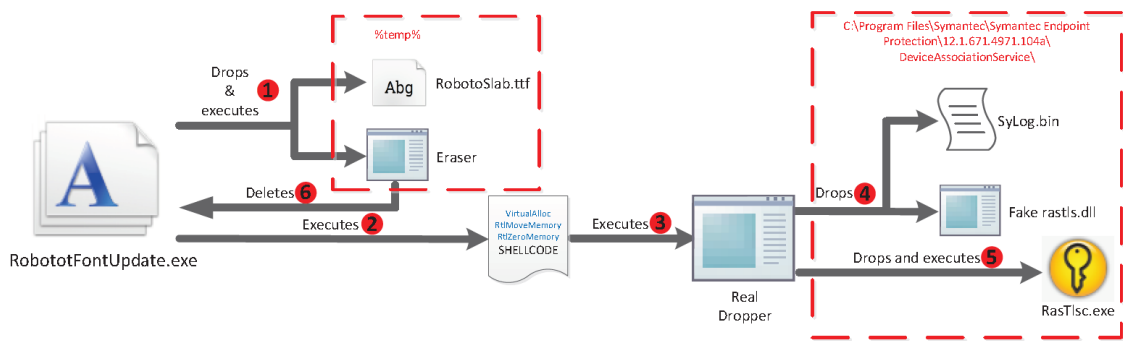 %temp%
C:\Program Files\Symantec\Symantec Endpoint
Protection\12.1.671.4971.104a\
DeviceAssociationService\
Drops
&
executes
1
Abg
RobotoSlab.ttf
Eraser
SyLog.bin
Deletes 6
Executes 2
VirtualAlloc
RtlMoveMemory
RtlZeroMemory
SHELLCODE
Executes 3
Drops 4
Fake rastls.dll
A
RobototFontUpdate.exe
Drops and executes 5
Real
Dropper
RasTlsc.exe